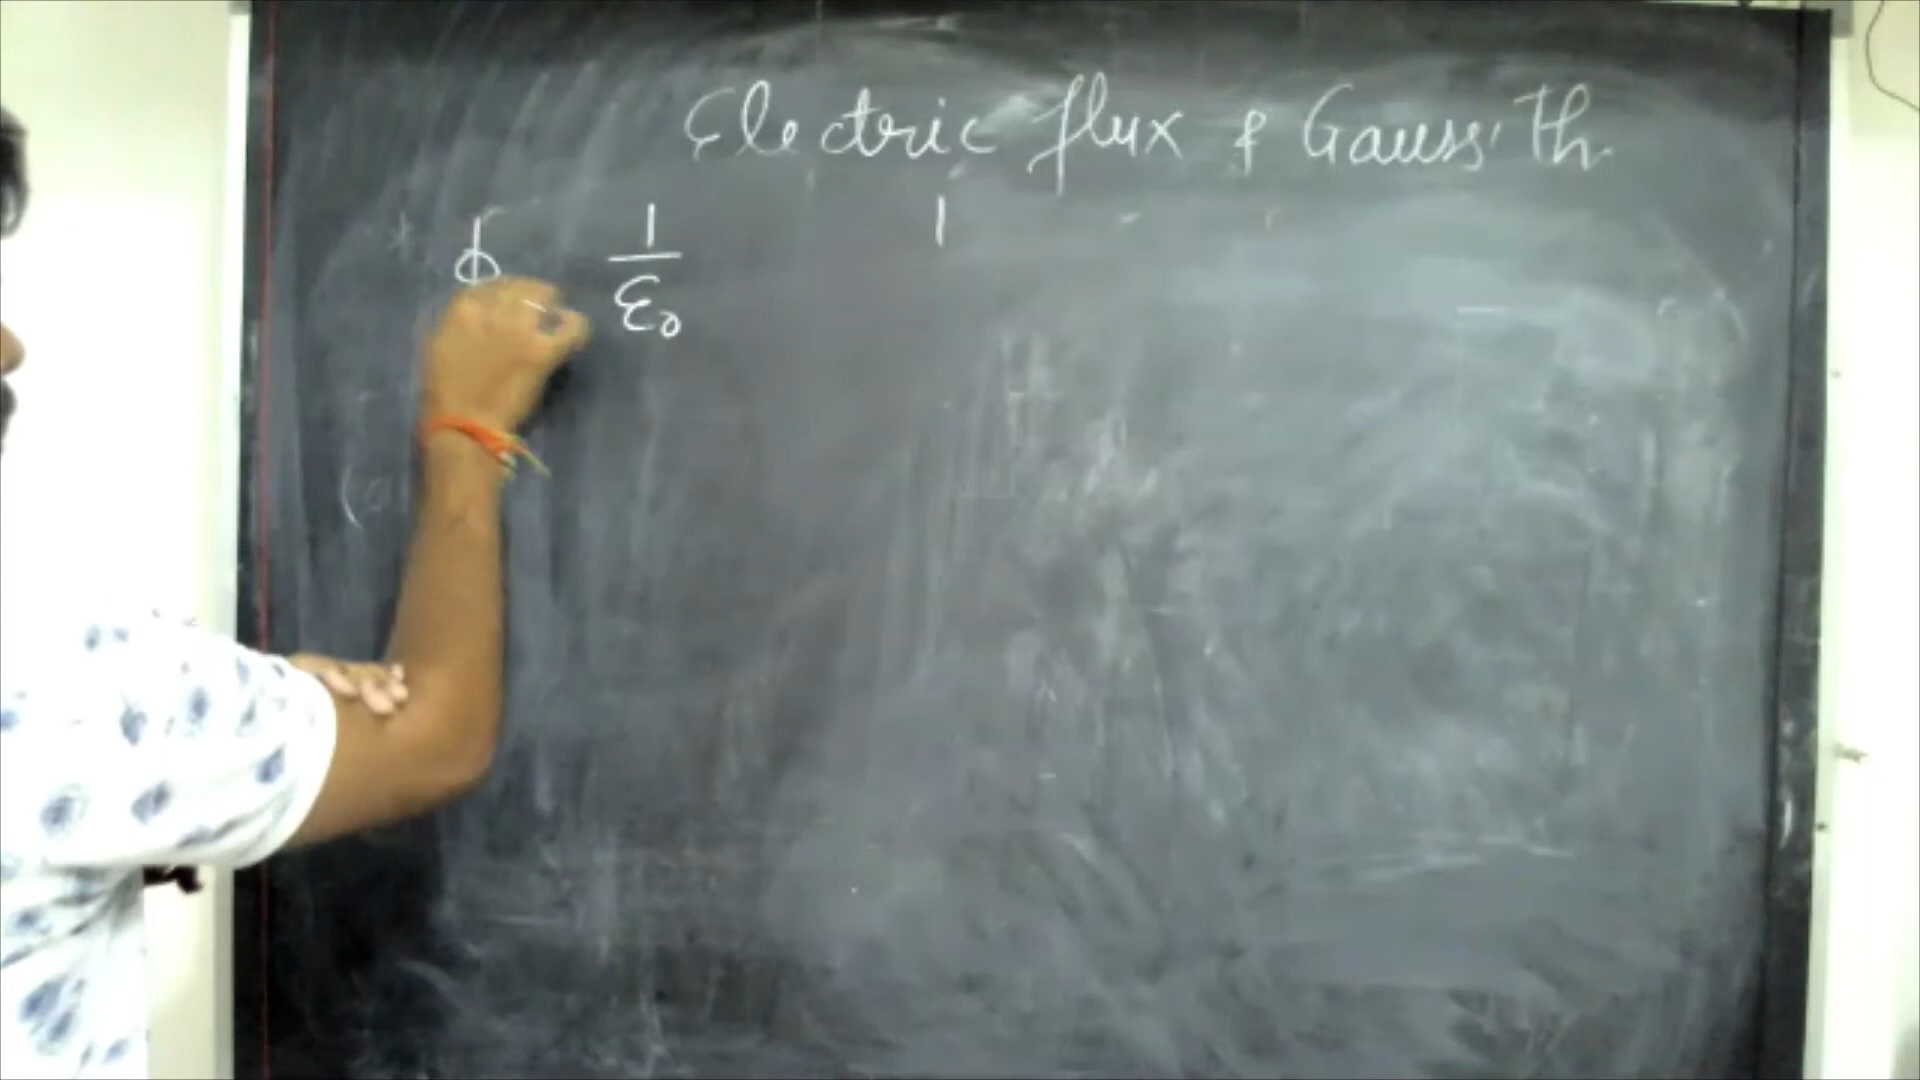 Electric flux & Gauss' Th.
ϕ = 1/ε₀